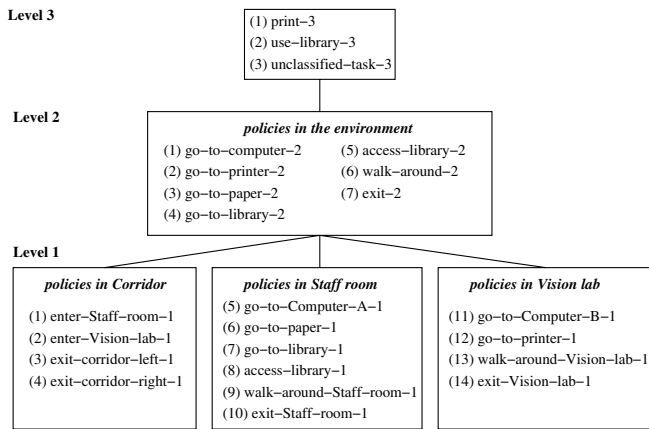 Level 3
(1) print−3
(2) use−library−3
(3) unclassified−task−3
Level 2
policies in the environment
(1) go−to−computer−2
(2) go−to−printer−2
(3) go−to−paper−2
(4) go−to−library−2
(5) access−library−2
(6) walk−around−2
(7) exit−2
Level 1
policies in Corridor
(1) enter−Staff−room−1
(2) enter−Vision−lab−1
(3) exit−corridor−left−1
(4) exit−corridor−right−1
policies in Staff room
(5) go−to−Computer−A−1
(6) go−to−paper−1
(7) go−to−library−1
(8) access−library−1
(9) walk−around−Staff−room−1
(10) exit−Staff−room−1
policies in Vision lab
(11) go−to−Computer−B−1
(12) go−to−printer−1
(13) walk−around−Vision−lab−1
(14) exit−Vision−lab−1